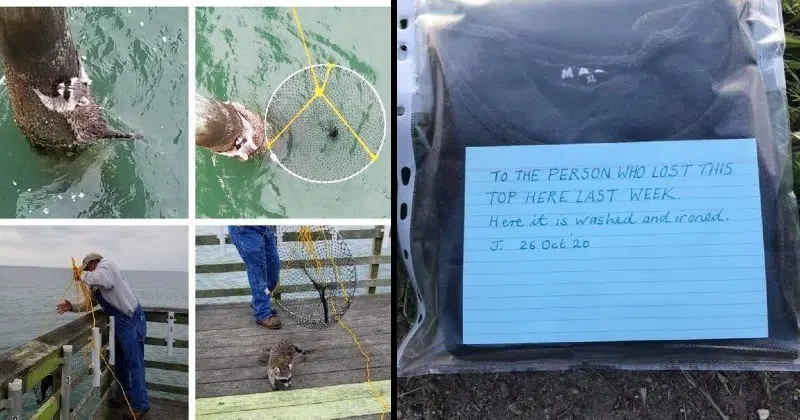 TO THE PERSON WHO LOST THIS
TOP HERE LAST WEEK.
Here it is washed and ironed.
J. 26 Oct '20